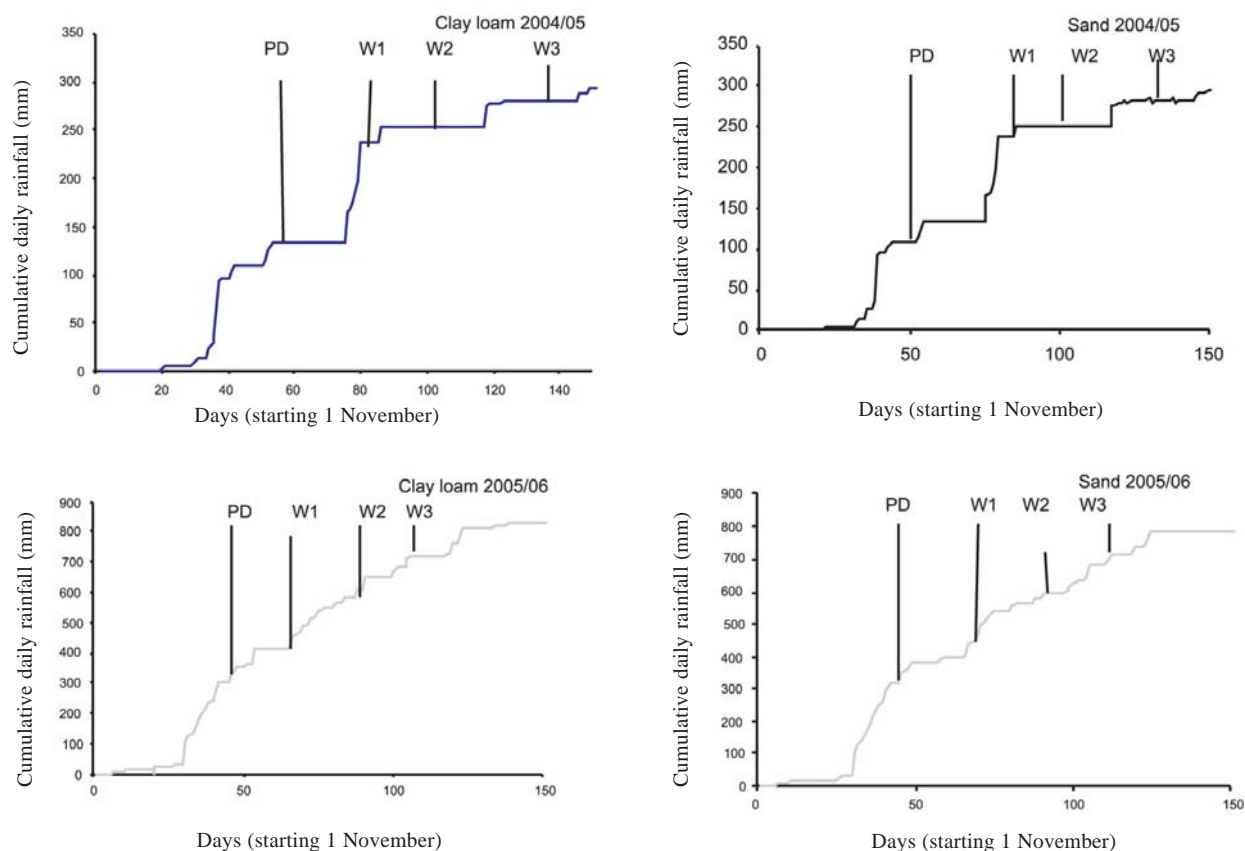 Clay loam 2004/05
Cumulative daily rainfall (mm)
350
300
250
200
150
100
50
0
PD W1 W2 W3
0 20 40 60 80 100 120 140
Days (starting 1 November)
Sand 2004/05
Cumulative daily rainfall (mm)
350
300
250
200
150
100
50
0
PD W1 W2 W3
0 50 100 150
Days (starting 1 November)
Clay loam 2005/06
Cumulative daily rainfall (mm)
900
800
700
600
500
400
300
200
100
0
PD W1 W2 W3
0 50 100 150
Days (starting 1 November)
Sand 2005/06
Cumulative daily rainfall (mm)
900
800
700
600
500
400
300
200
100
0
PD W1 W2 W3
0 50 100 150
Days (starting 1 November)